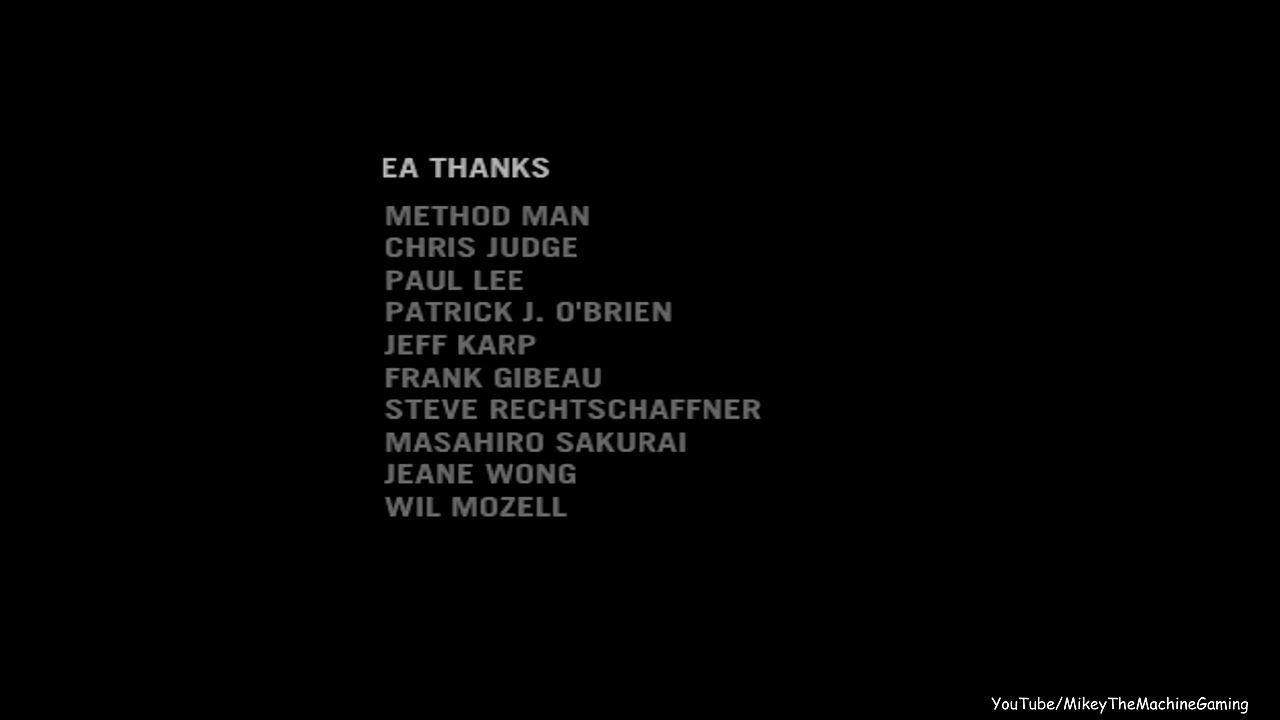 EA THANKS
METHOD MAN
CHRIS JUDGE
PAUL LEE
PATRICK J. O'BRIEN
JEFF KARP
FRANK GIBEAU
STEVE RECHTSCHAFFNER
MASAHIRO SAKURAI
JEANE WONG
WIL MOZELL
YouTube/MikeyTheMachineGaming